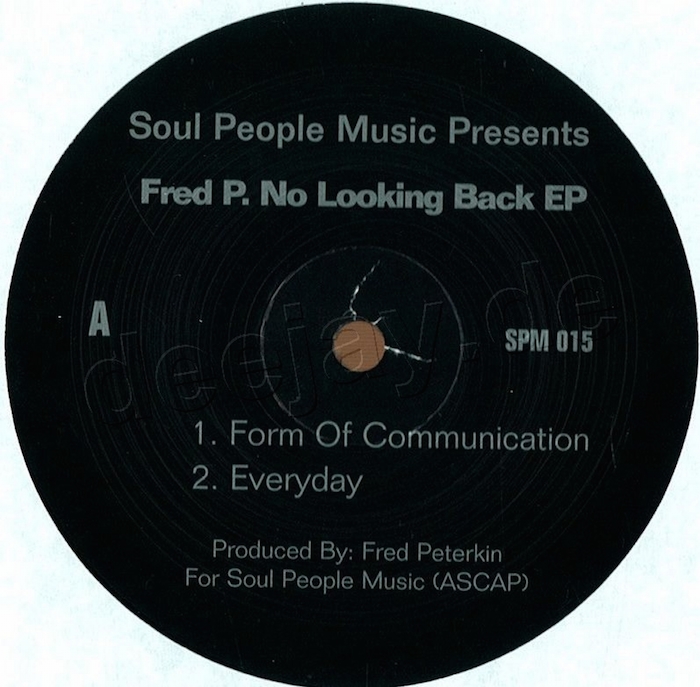 Soul People Music Presents
Fred P. No Looking Back EP
A
SPM 015
deejay.de
1. Form Of Communication
2. Everyday
Produced By: Fred Peterkin
For Soul People Music (ASCAP)